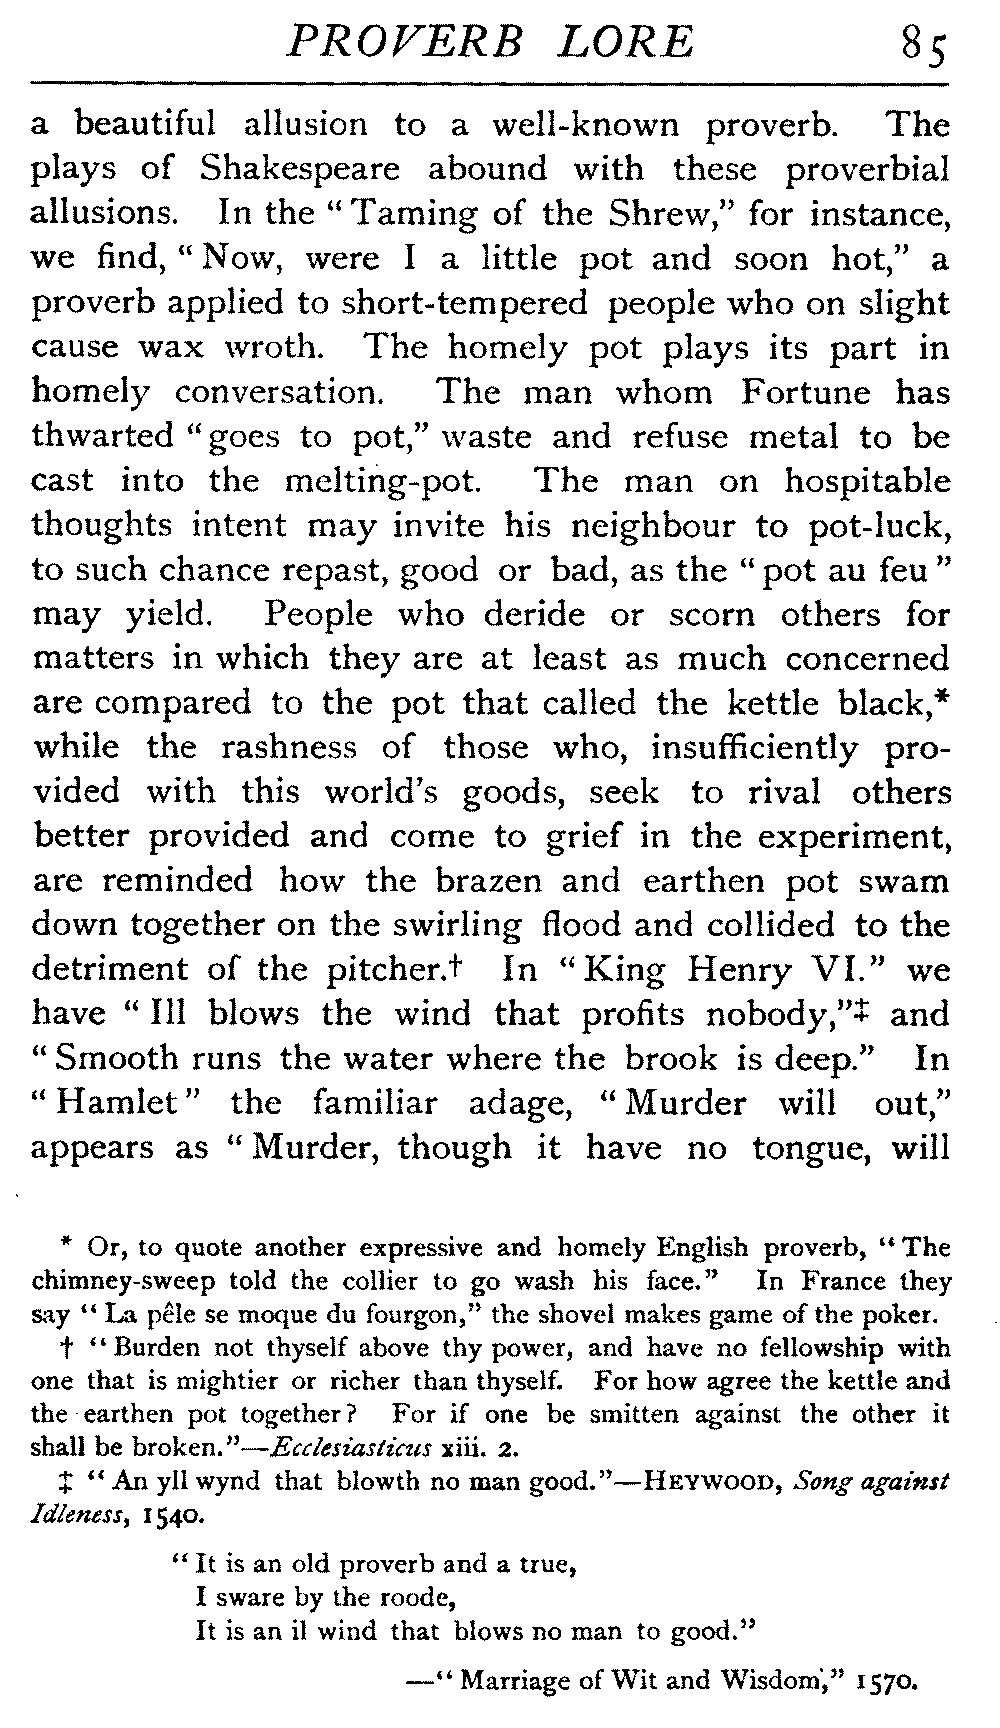 PROVERB LORE 85
a beautiful allusion to a well-known proverb. The
plays of Shakespeare abound with these proverbial
allusions. In the “Taming of the Shrew,” for instance,
we find, “Now, were I a little pot and soon hot,” a
proverb applied to short-tempered people who on slight
cause wax wroth. The homely pot plays its part in
homely conversation. The man whom Fortune has
thwarted “goes to pot,” waste and refuse metal to be
cast into the melting-pot. The man on hospitable
thoughts intent may invite his neighbour to pot-luck,
to such chance repast, good or bad, as the “pot au feu”
may yield. People who deride or scorn others for
matters in which they are at least as much concerned
are compared to the pot that called the kettle black,*
while the rashness of those who, insufficiently pro-
vided with this world’s goods, seek to rival others
better provided and come to grief in the experiment,
are reminded how the brazen and earthen pot swam
down together on the swirling flood and collided to the
detriment of the pitcher.† In “King Henry VI.” we
have “Ill blows the wind that profits nobody,”‡ and
“Smooth runs the water where the brook is deep.” In
“Hamlet” the familiar adage, “Murder will out,”
appears as “Murder, though it have no tongue, will
* Or, to quote another expressive and homely English proverb, “The
chimney-sweep told the collier to go wash his face.” In France they
say “La pêle se moque du fourgon,” the shovel makes game of the poker.
† “Burden not thyself above thy power, and have no fellowship with
one that is mightier or richer than thyself. For how agree the kettle and
the earthen pot together? For if one be smitten against the other it
shall be broken.”—Ecclesiasticus xiii. 2.
‡ “An yll wynd that blowth no man good.”—HEYWOOD, Song against
Idleness, 1540.
“It is an old proverb and a true,
I sware by the roode,
It is an il wind that blows no man to good.”
—“Marriage of Wit and Wisdom,” 1570.